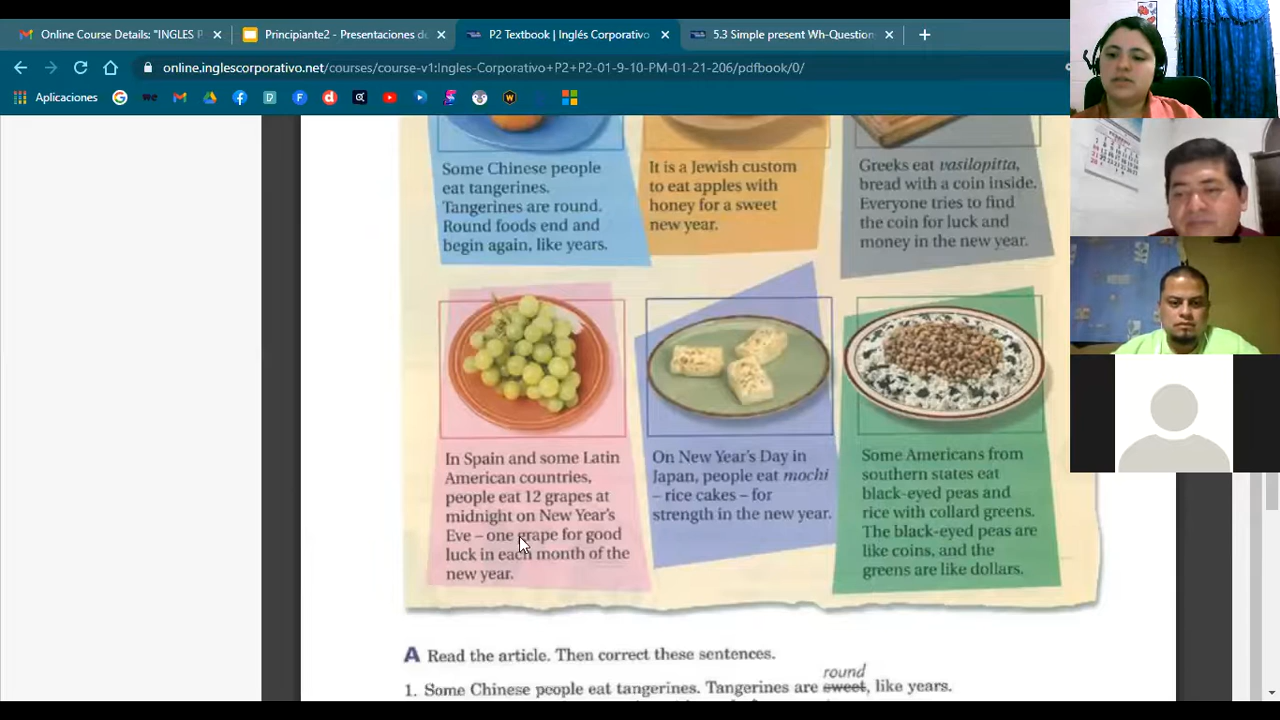 Online Course Details: "INGLES P
Principiante2 - Presentaciones de
P2 Textbook | Inglés Corporativo
5.3 Simple present Wh-Question
online.inglescorporativo.net/courses/course-v1:Ingles-Corporativo+P2+P2-01-9-10-PM-01-21-206/pdfbook/0/
Aplicaciones
Some Chinese people
eat tangerines.
Tangerines are round.
Round foods end and
begin again, like years.
It is a Jewish custom
to eat apples with
honey for a sweet
new year.
Greeks eat vasilopitta,
bread with a coin inside.
Everyone tries to find
the coin for luck and
money in the new year.
In Spain and some Latin
American countries,
people eat 12 grapes at
midnight on New Year's
Eve – one grape for good
luck in each month of the
new year.
On New Year's Day in
Japan, people eat mochi
– rice cakes – for
strength in the new year.
Some Americans from
southern states eat
black-eyed peas and
rice with collard greens.
The black-eyed peas are
like coins, and the
greens are like dollars.
A Read the article. Then correct these sentences.
round
1. Some Chinese people eat tangerines. Tangerines are sweet, like years.